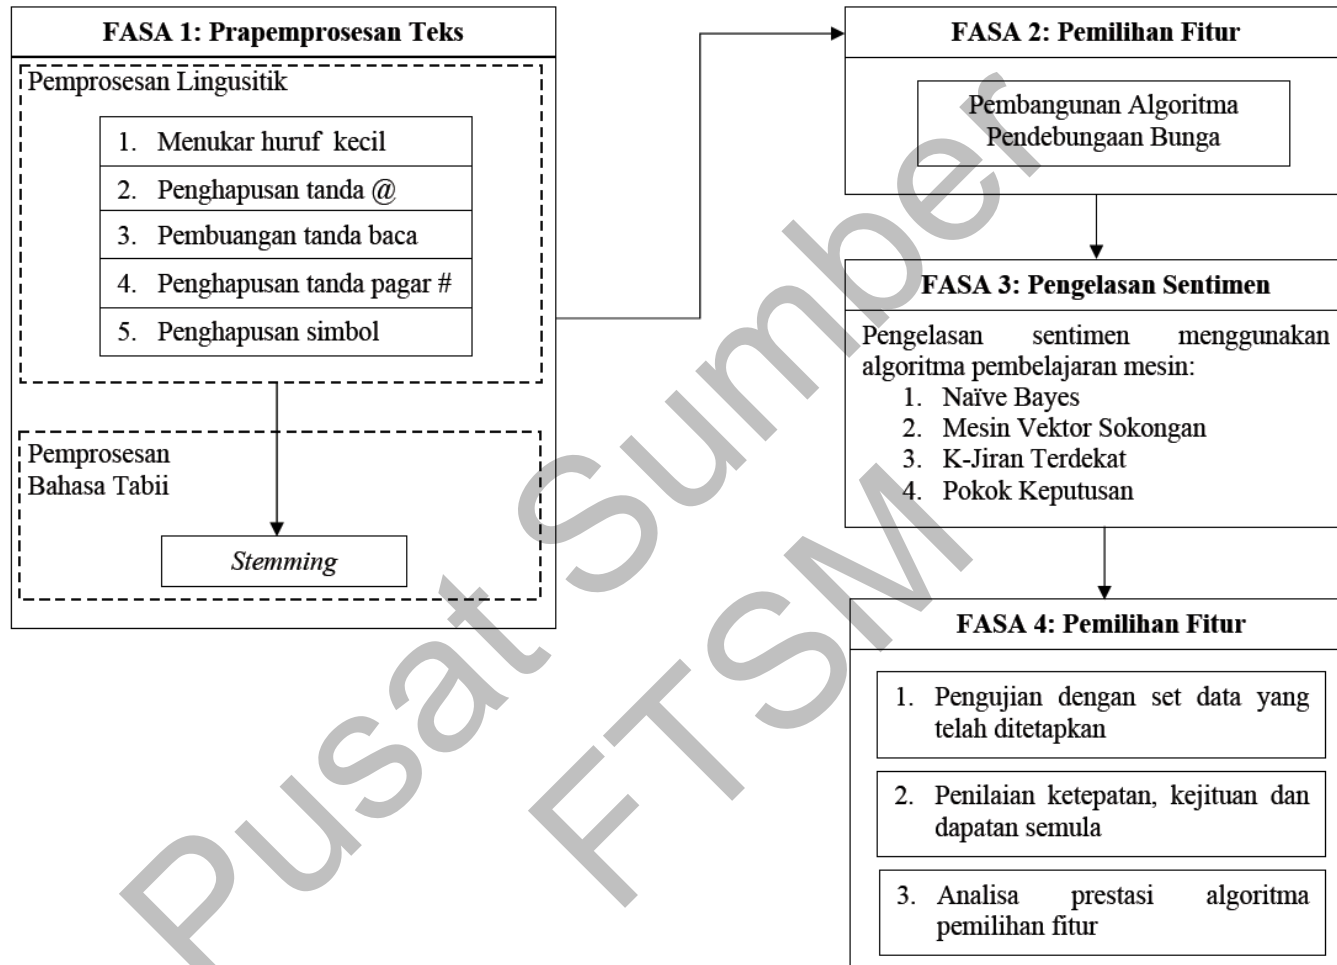 FASA 1: Prapemprosesan Teks
Pemprosesan Lingusitik
1. Menukar huruf kecil
2. Penghapusan tanda @
3. Pembuangan tanda baca
4. Penghapusan tanda pagar #
5. Penghapusan simbol
Pemprosesan
Bahasa Tabii
Stemming
FASA 2: Pemilihan Fitur
Pembangunan Algoritma
Pendebungaan Bunga
FASA 3: Pengelasan Sentimen
Pengelasan sentimen menggunakan
algoritma pembelajaran mesin:
1. Naïve Bayes
2. Mesin Vektor Sokongan
3. K-Jiran Terdekat
4. Pokok Keputusan
FASA 4: Pemilihan Fitur
1. Pengujian dengan set data yang
telah ditetapkan
2. Penilaian ketepatan, kejituan dan
dapatan semula
3. Analisa prestasi algoritma
pemilihan fitur
Pusat Sumber
FTSM